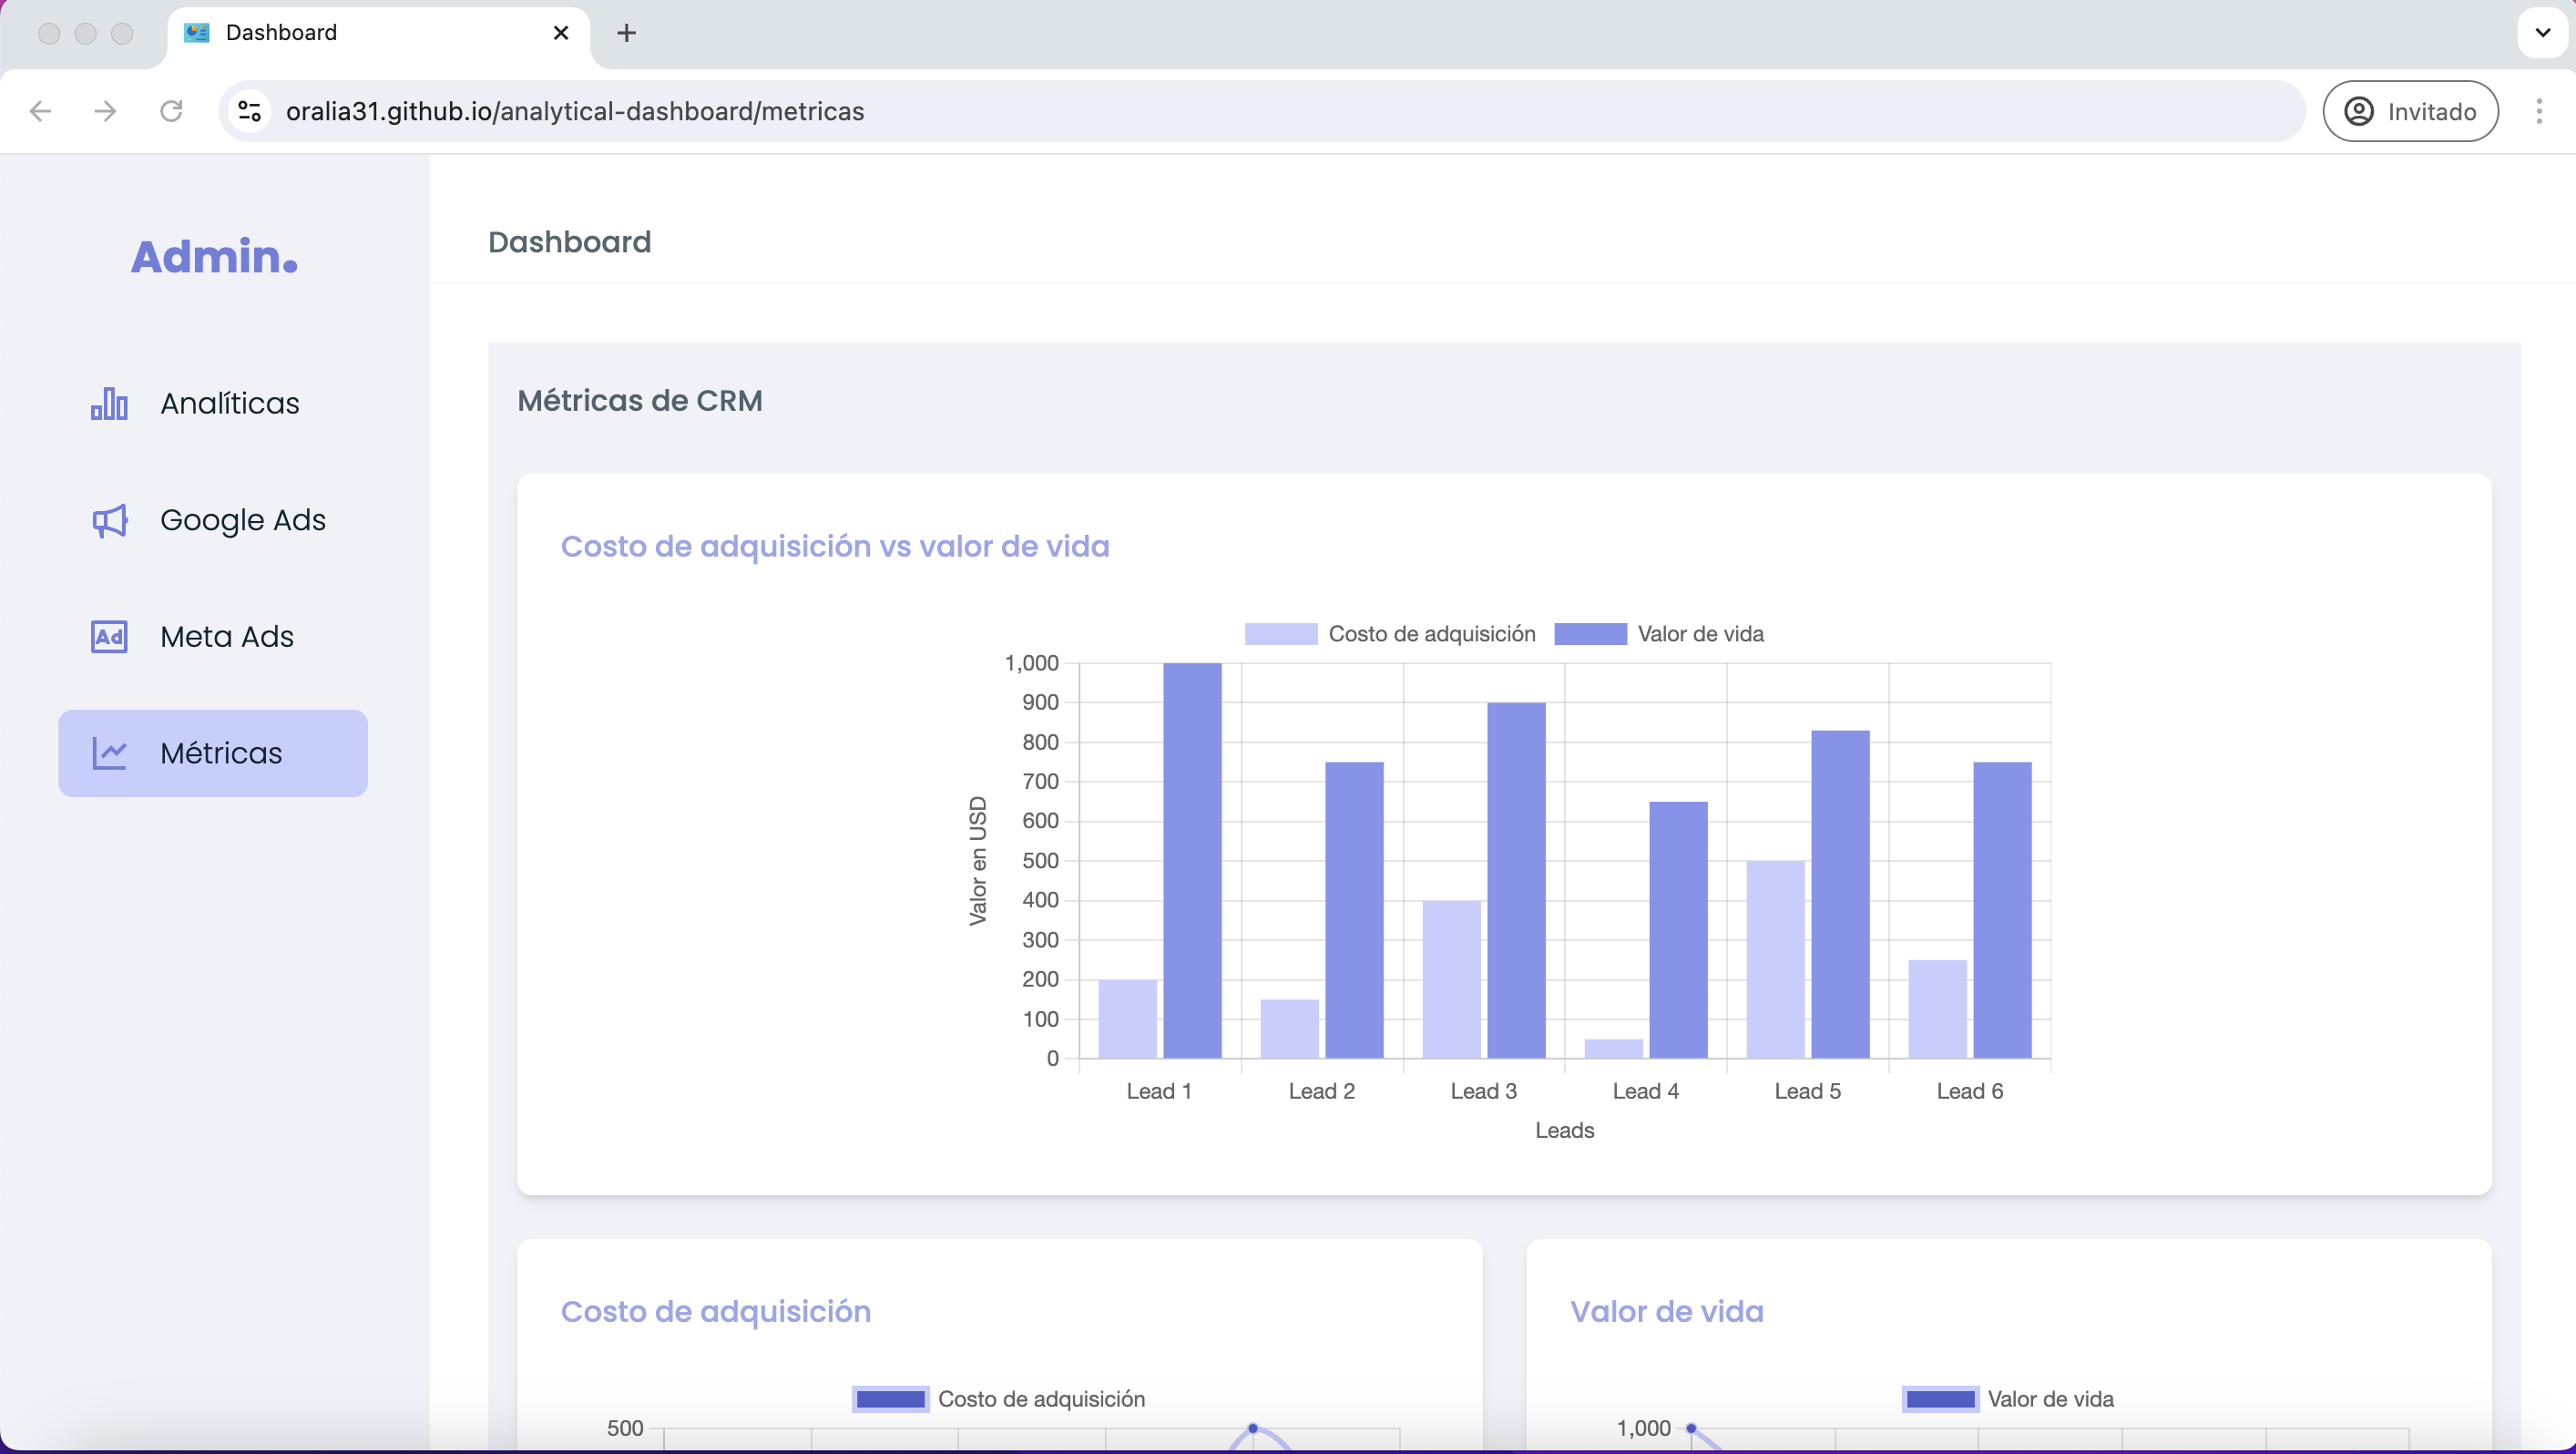 Dashboard
oralia31.github.io/analytical-dashboard/metricas
Invitado
Admin.
Analíticas
Google Ads
Ad
Meta Ads
Métricas
Dashboard
Métricas de CRM
Costo de adquisición vs valor de vida
Costo de adquisición Valor de vida
1,000
900
800
700
600
500
400
300
200
100
0
Valor en USD
Lead 1 Lead 2 Lead 3 Lead 4 Lead 5 Lead 6
Leads
Costo de adquisición
Costo de adquisición
500
Valor de vida
Valor de vida
1,000